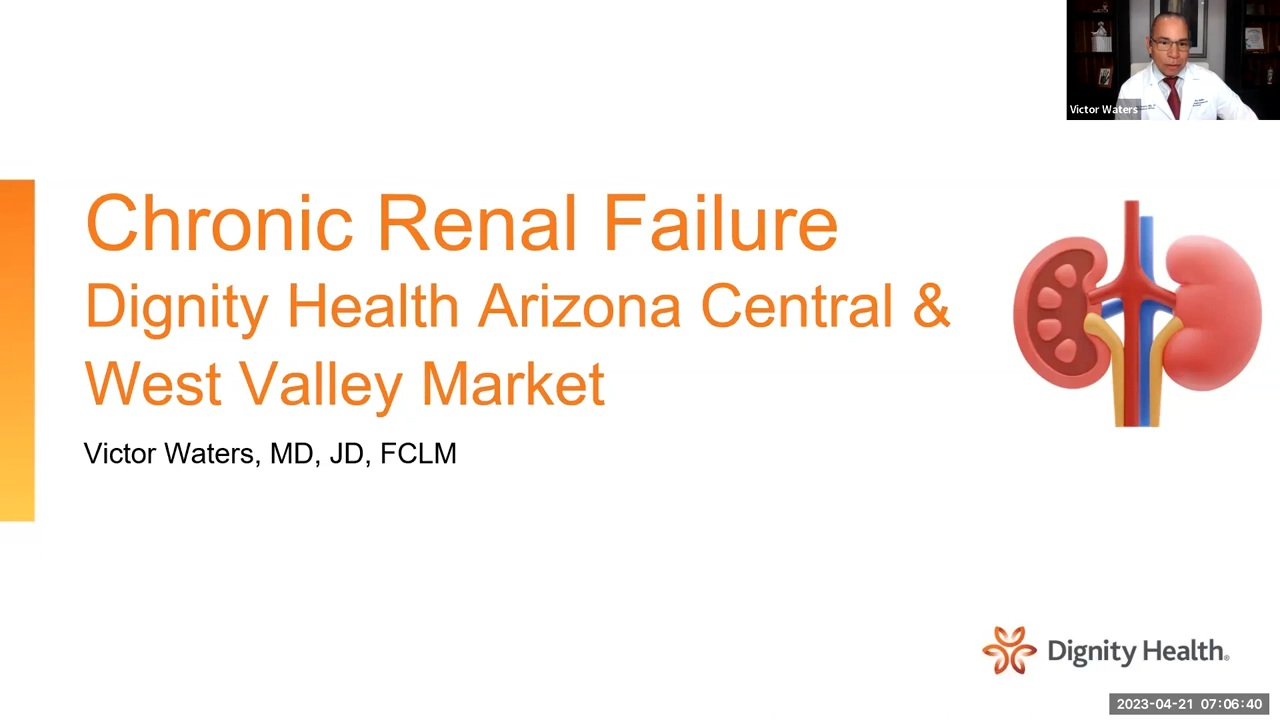 Victor Waters
Chronic Renal Failure
Dignity Health Arizona Central &
West Valley Market
Victor Waters, MD, JD, FCLM
Dignity Health®
2023-04-21 07:06:40